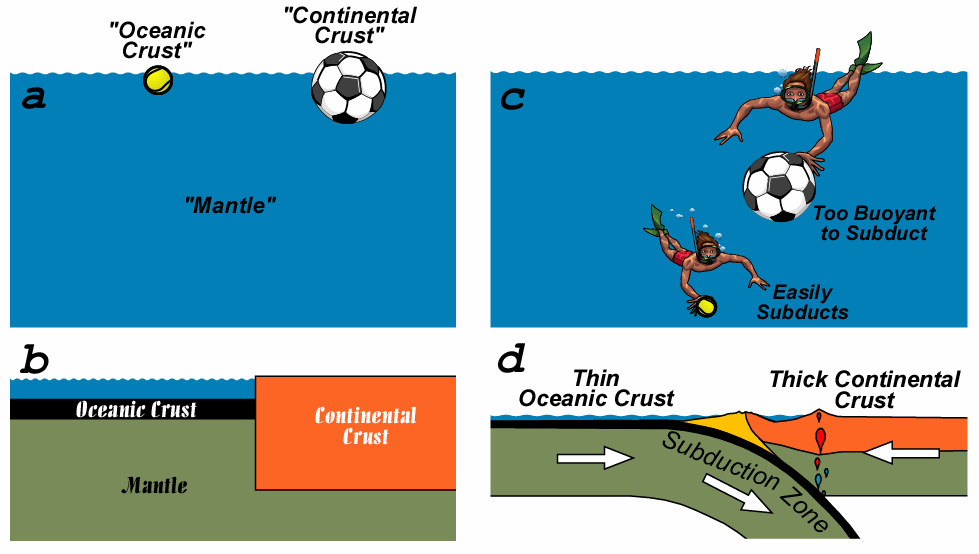 a
"Oceanic
Crust"
"Continental
Crust"
"Mantle"
b
Oceanic Crust
Continental
Crust
Mantle
c
Too Buoyant
to Subduct
Easily
Subducts
d
Thin
Oceanic Crust
Thick Continental
Crust
Subduction Zone